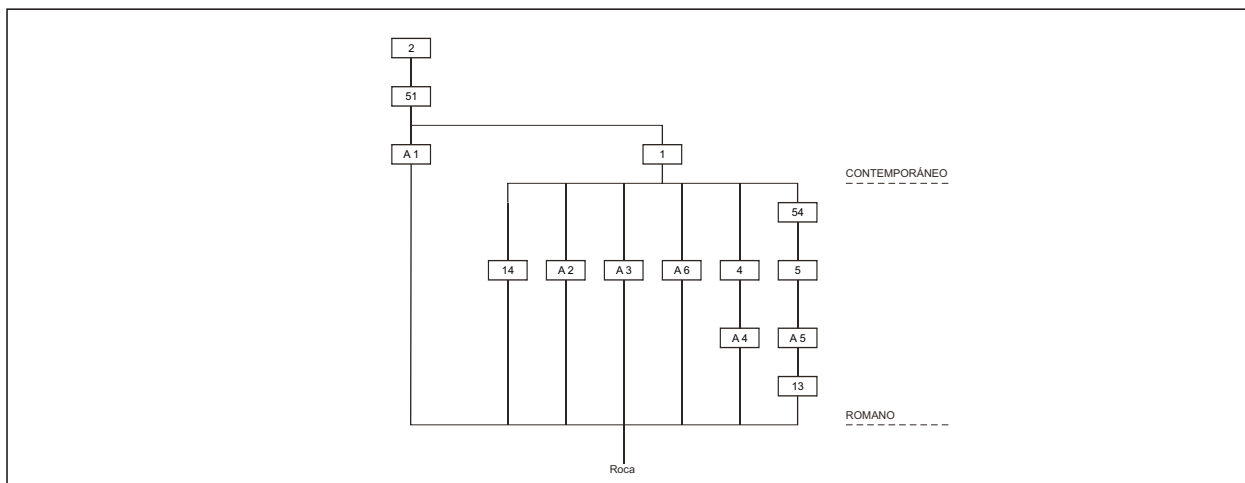 2
51
A 1
1
CONTEMPORÁNEO
54
14
A 2
A 3
A 6
4
5
A 4
A 5
13
ROMANO
Roca